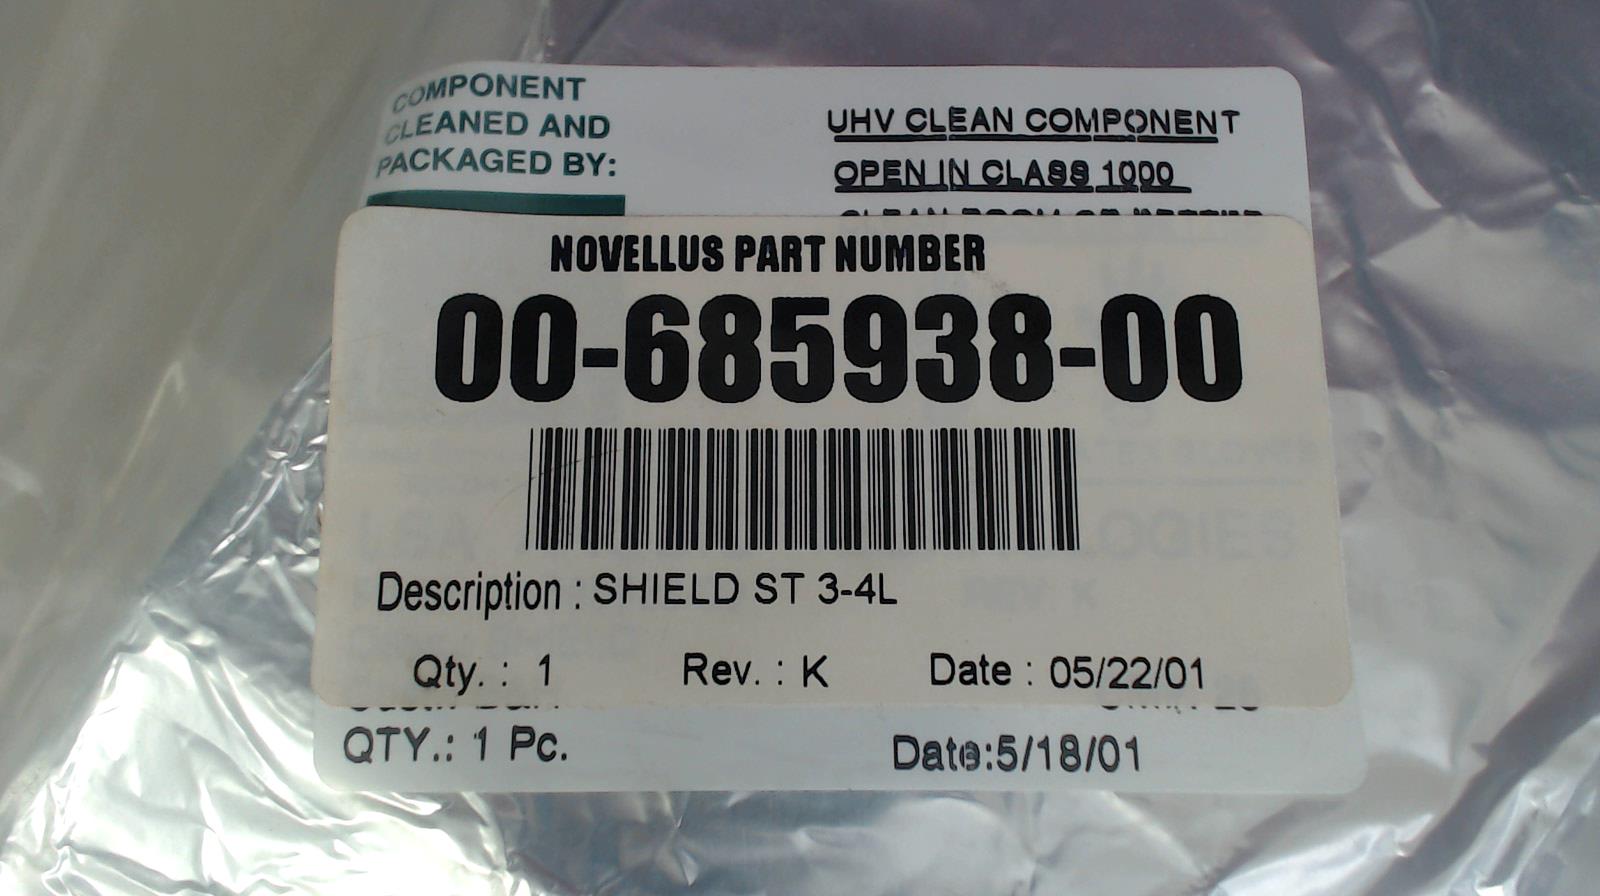 COMPONENT
CLEANED AND
PACKAGED BY:
UHV CLEAN COMPONENT
OPEN IN CLASS 1000
NOVELLUS PART NUMBER
00-685938-00
Description : SHIELD ST 3-4L
Qty. : 1 Rev. : K Date : 05/22/01
QTY.: 1 Pc. Date:5/18/01